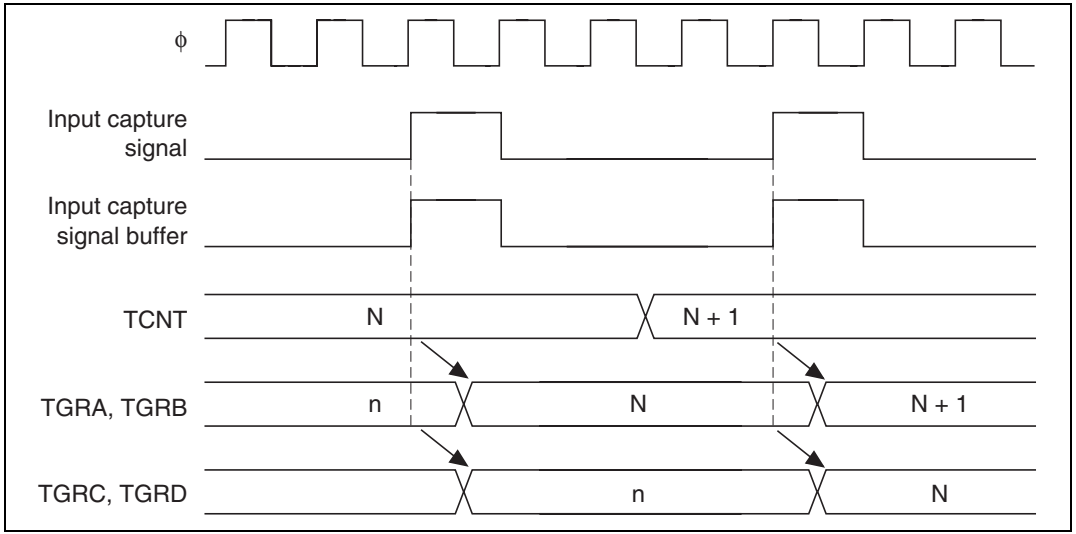 ϕ
Input capture
signal
Input capture
signal buffer
TCNT N N + 1
TGRA, TGRB n N N + 1
TGRC, TGRD n N